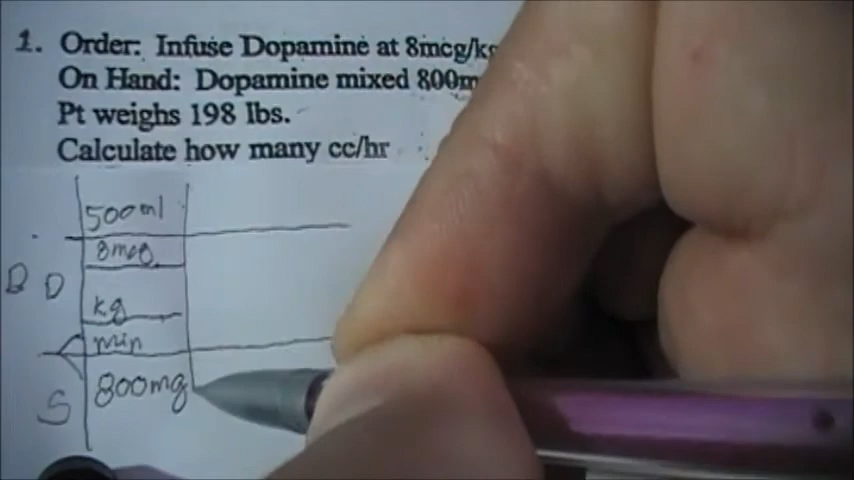 1. Order: Infuse Dopamine at 8mcg/kg
On Hand: Dopamine mixed 800m
Pt weighs 198 lbs.
Calculate how many cc/hr
500ml
8mcg
D
kg
min
800mg
S